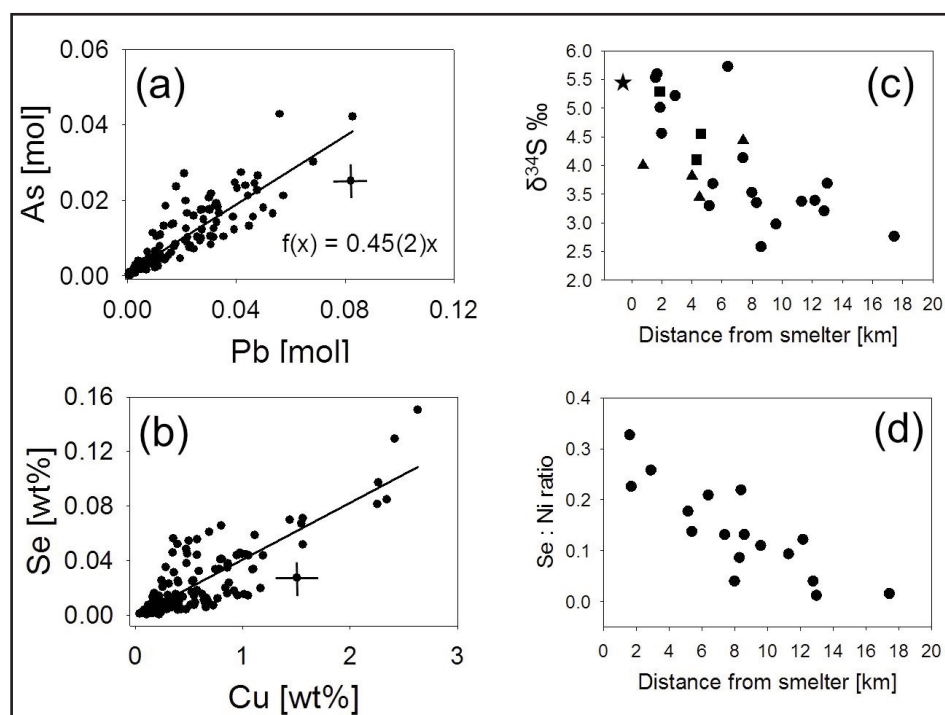 (a)
As [mol]
0.06
0.04
0.02
0.00
f(x) = 0.45(2)x
0.00 0.04 0.08 0.12
Pb [mol]
(b)
Se [wt%]
0.16
0.12
0.08
0.04
0.00
0 1 2 3
Cu [wt%]
(c)
δ34S ‰
6.0
5.5
5.0
4.5
4.0
3.5
3.0
2.5
2.0
0 2 4 6 8 10 12 14 16 18 20
Distance from smelter [km]
(d)
Se : Ni ratio
0.4
0.3
0.2
0.1
0.0
0 2 4 6 8 10 12 14 16 18 20
Distance from smelter [km]